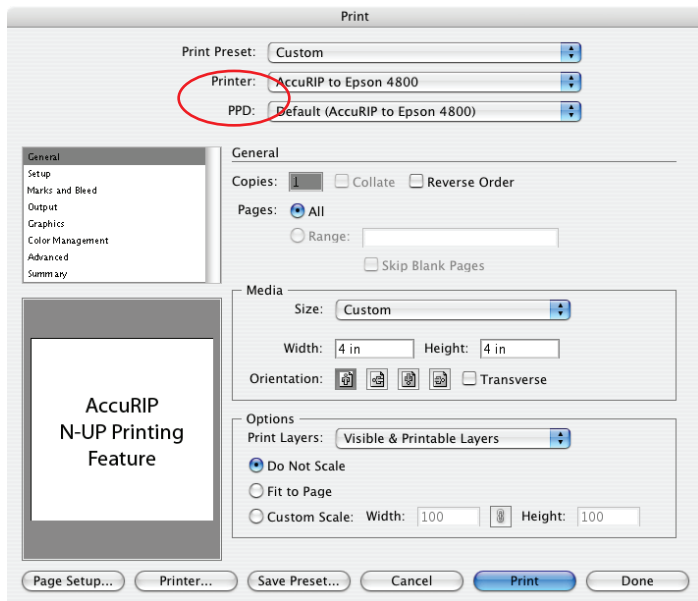 Print
Print Preset: Custom
Printer: AccuRIP to Epson 4800
PPD: Default (AccuRIP to Epson 4800)
General
Setup
Marks and Bleed
Output
Graphics
Color Management
Advanced
Summary
General
Copies: 1 Collate Reverse Order
Pages: All
Range:
Skip Blank Pages
Media
Size: Custom
Width: 4 in Height: 4 in
Orientation: Transverse
Options
Print Layers: Visible & Printable Layers
Do Not Scale
Fit to Page
Custom Scale: Width: 100 Height: 100
AccuRIP
N-UP Printing
Feature
Page Setup... Printer... Save Preset... Cancel Print Done